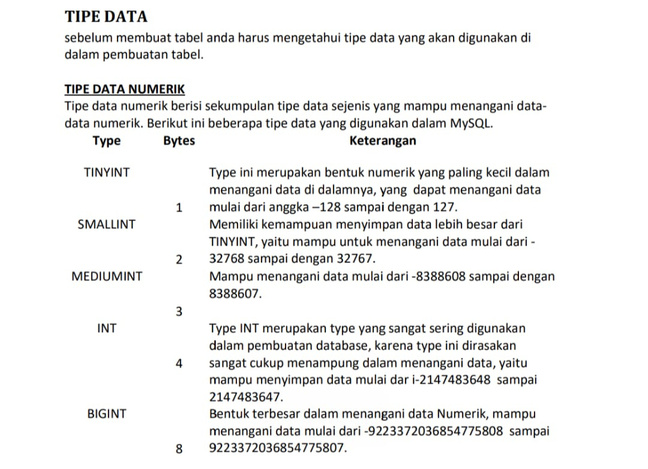 TIPE DATA
sebelum membuat tabel anda harus mengetahui tipe data yang akan digunakan di
dalam pembuatan tabel.
TIPE DATA NUMERIK
Tipe data numerik berisi sekumpulan tipe data sejenis yang mampu menangani data-
data numerik. Berikut ini beberapa tipe data yang digunakan dalam MySQL.
Type Bytes Keterangan
TINYINT Type ini merupakan bentuk numerik yang paling kecil dalam
menangani data di dalamnya, yang dapat menangani data
1 mulai dari anggka –128 sampai dengan 127.
SMALLINT Memiliki kemampuan menyimpan data lebih besar dari
TINYINT, yaitu mampu untuk menangani data mulai dari -
2 32768 sampai dengan 32767.
MEDIUMINT Mampu menangani data mulai dari -8388608 sampai dengan
8388607.
3
INT Type INT merupakan type yang sangat sering digunakan
dalam pembuatan database, karena type ini dirasakan
4 sangat cukup menampung dalam menangani data, yaitu
mampu menyimpan data mulai dar i-2147483648 sampai
2147483647.
BIGINT Bentuk terbesar dalam menangani data Numerik, mampu
menangani data mulai dari -9223372036854775808 sampai
8 9223372036854775807.